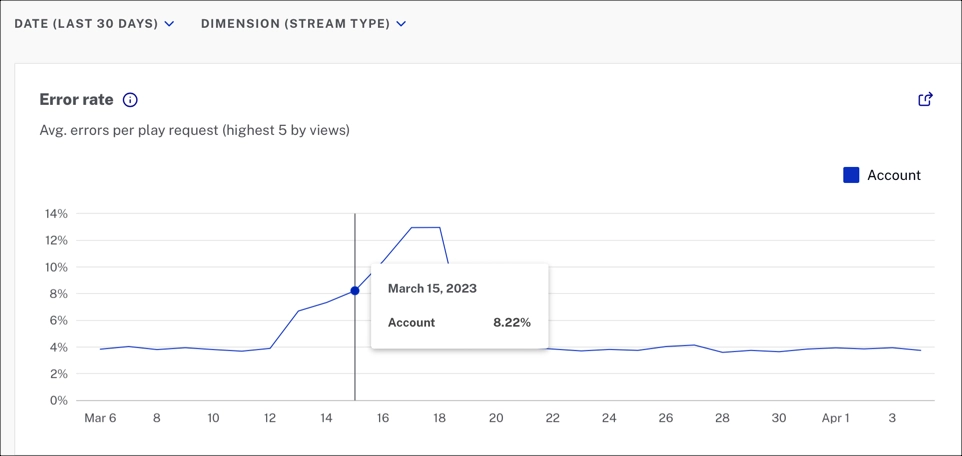 DATE (LAST 30 DAYS) DIMENSION (STREAM TYPE)
Error rate
Avg. errors per play request (highest 5 by views)
Account
14%
12%
10%
8%
6%
4%
2%
0%
March 15, 2023
Account 8.22%
Mar 6 8 10 12 14 16 18 20 22 24 26 28 30 Apr 1 3